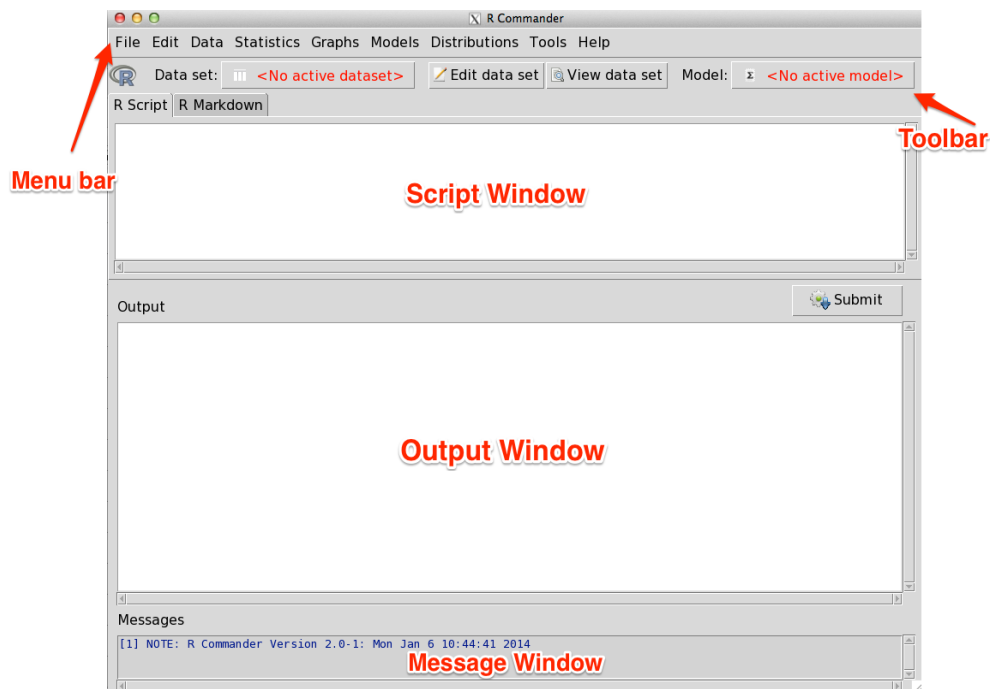 R Commander
File Edit Data Statistics Graphs Models Distributions Tools Help
R Data set: <No active dataset> Edit data set View data set Model: Σ <No active model>
R Script R Markdown
Toolbar
Menu bar
Script Window
Output
Submit
Output Window
Messages
[1] NOTE: R Commander Version 2.0-1: Mon Jan 6 10:44:41 2014
Message Window